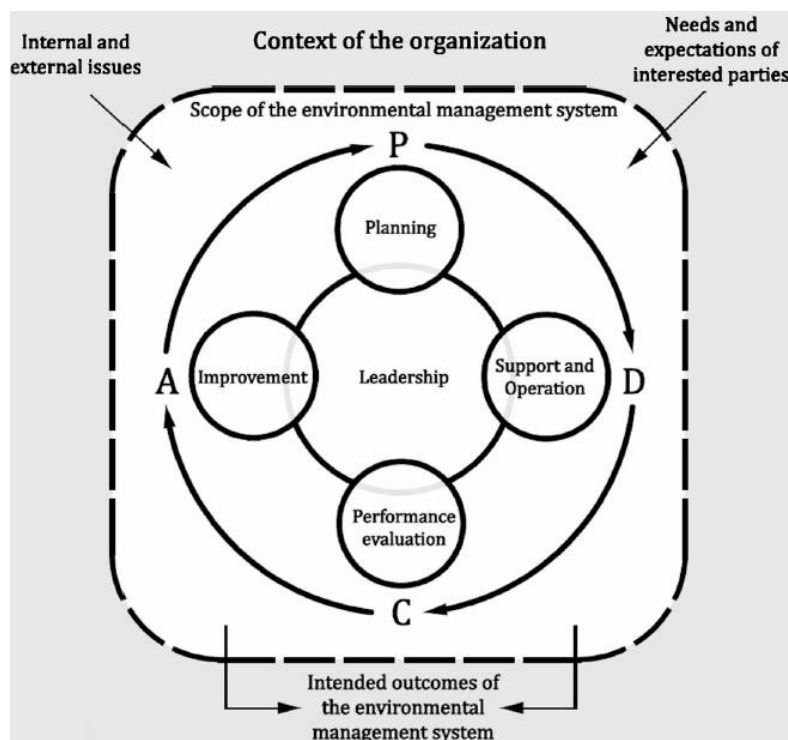 Internal and
external issues
Context of the organization
Needs and
expectations of
interested parties
Scope of the environmental management system
P
Planning
A
Improvement
Leadership
Support and
Operation
D
Performance
evaluation
C
Intended outcomes of
the environmental
management system